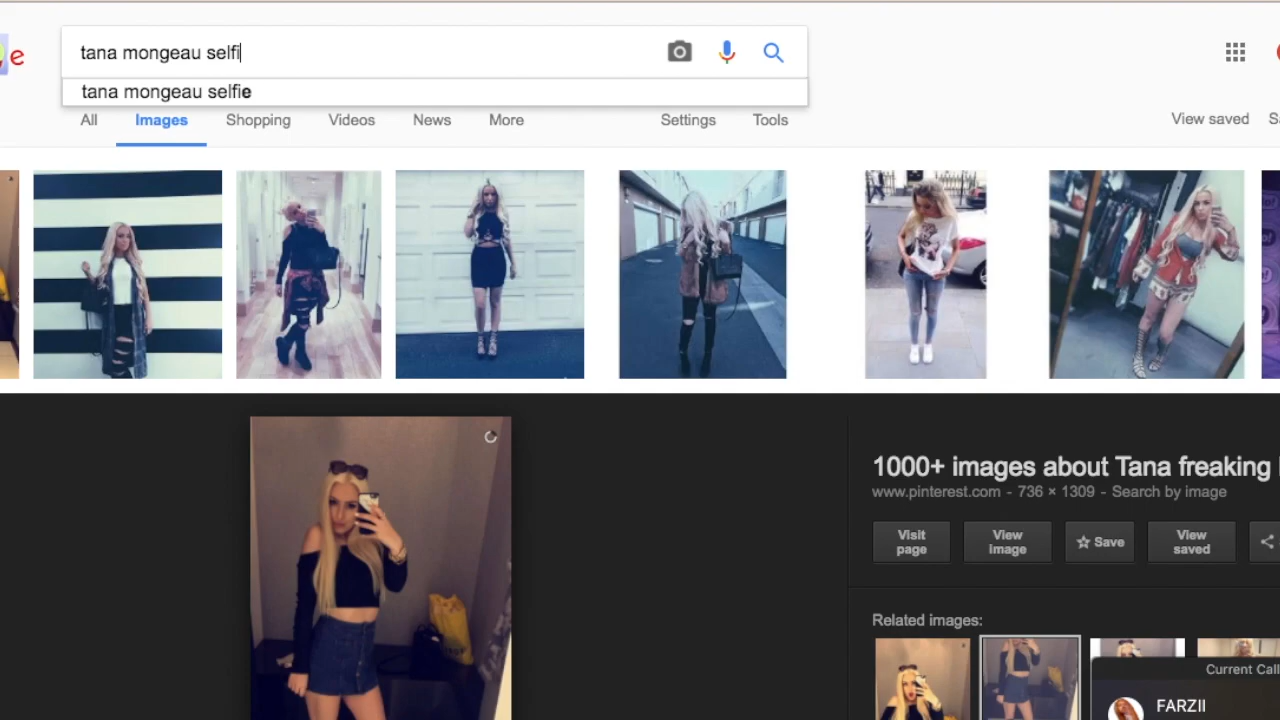 e
tana mongeau selfi
tana mongeau selfie
All Images Shopping Videos News More Settings Tools View saved
1000+ images about Tana freaking
www.pinterest.com - 736 × 1309 - Search by image
Visit page
View image
Save
View saved
Related images:
Current Call
FARZII